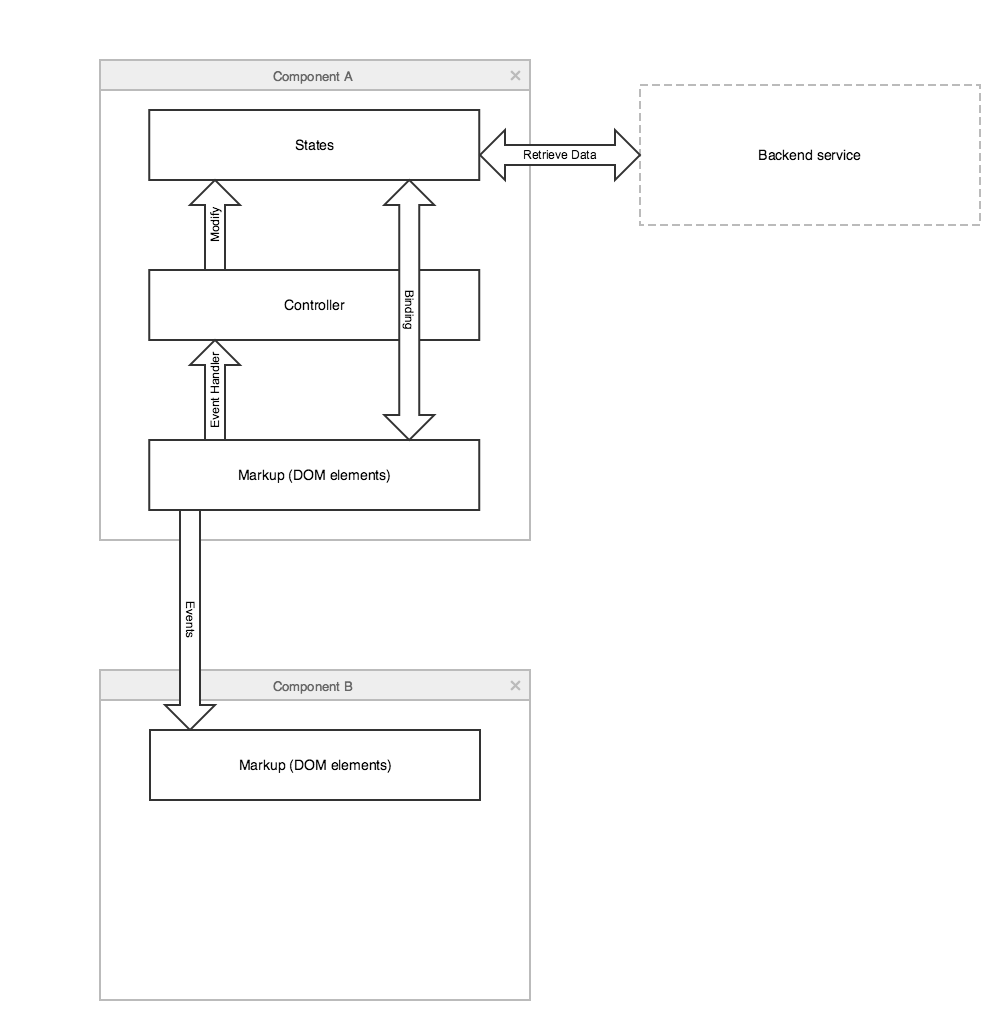 Component A
States
Retrieve Data
Backend service
Modify
Controller
Binding
Event Handler
Markup (DOM elements)
Events
Component B
Markup (DOM elements)